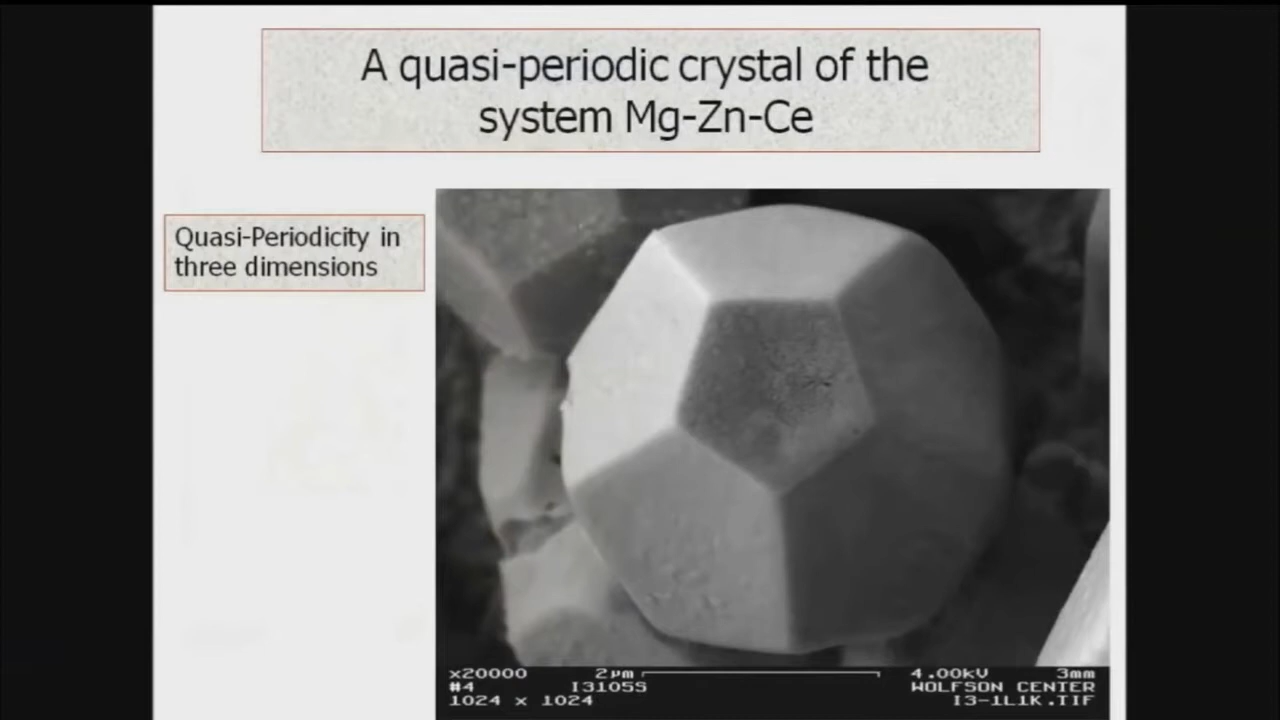 A quasi-periodic crystal of the
system Mg-Zn-Ce
Quasi-Periodicity in
three dimensions
x20000 2µm 4.00kV 3mm
#4 I3105S WOLFSON CENTER
1024 x 1024 I3-1L1K.TIF